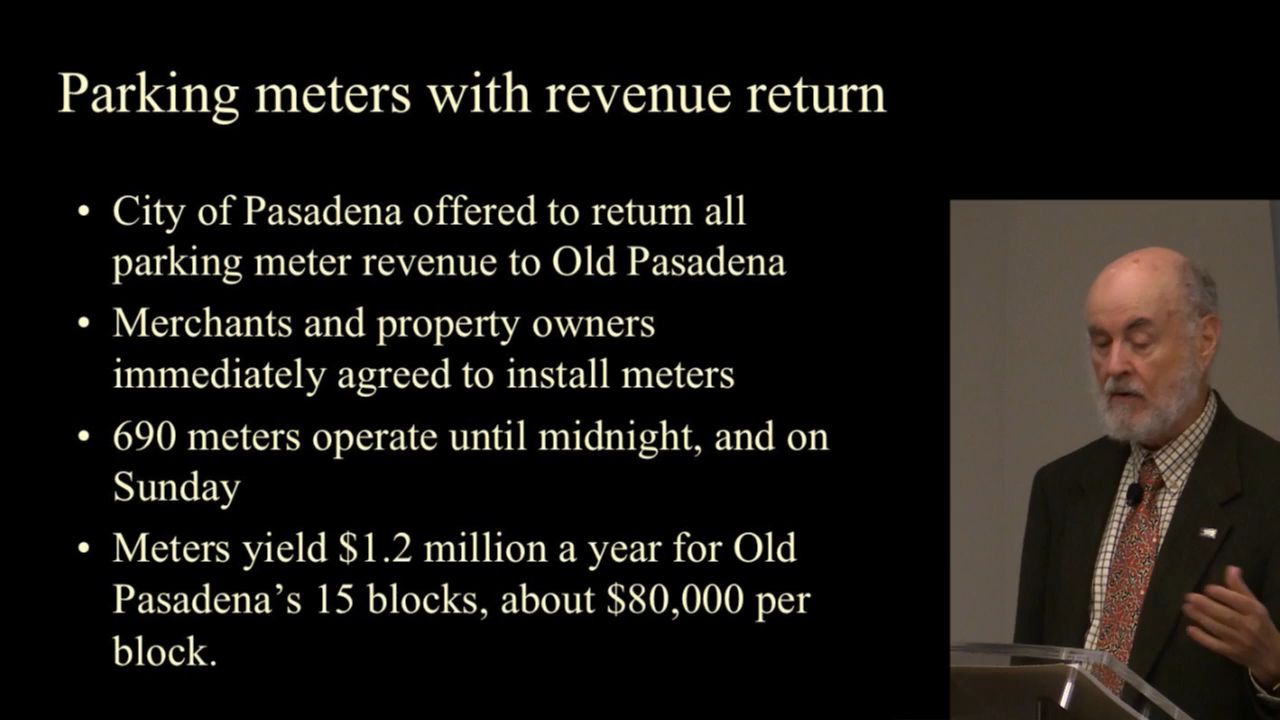 Parking meters with revenue return
• City of Pasadena offered to return all
parking meter revenue to Old Pasadena
• Merchants and property owners
immediately agreed to install meters
• 690 meters operate until midnight, and on
Sunday
• Meters yield $1.2 million a year for Old
Pasadena’s 15 blocks, about $80,000 per
block.